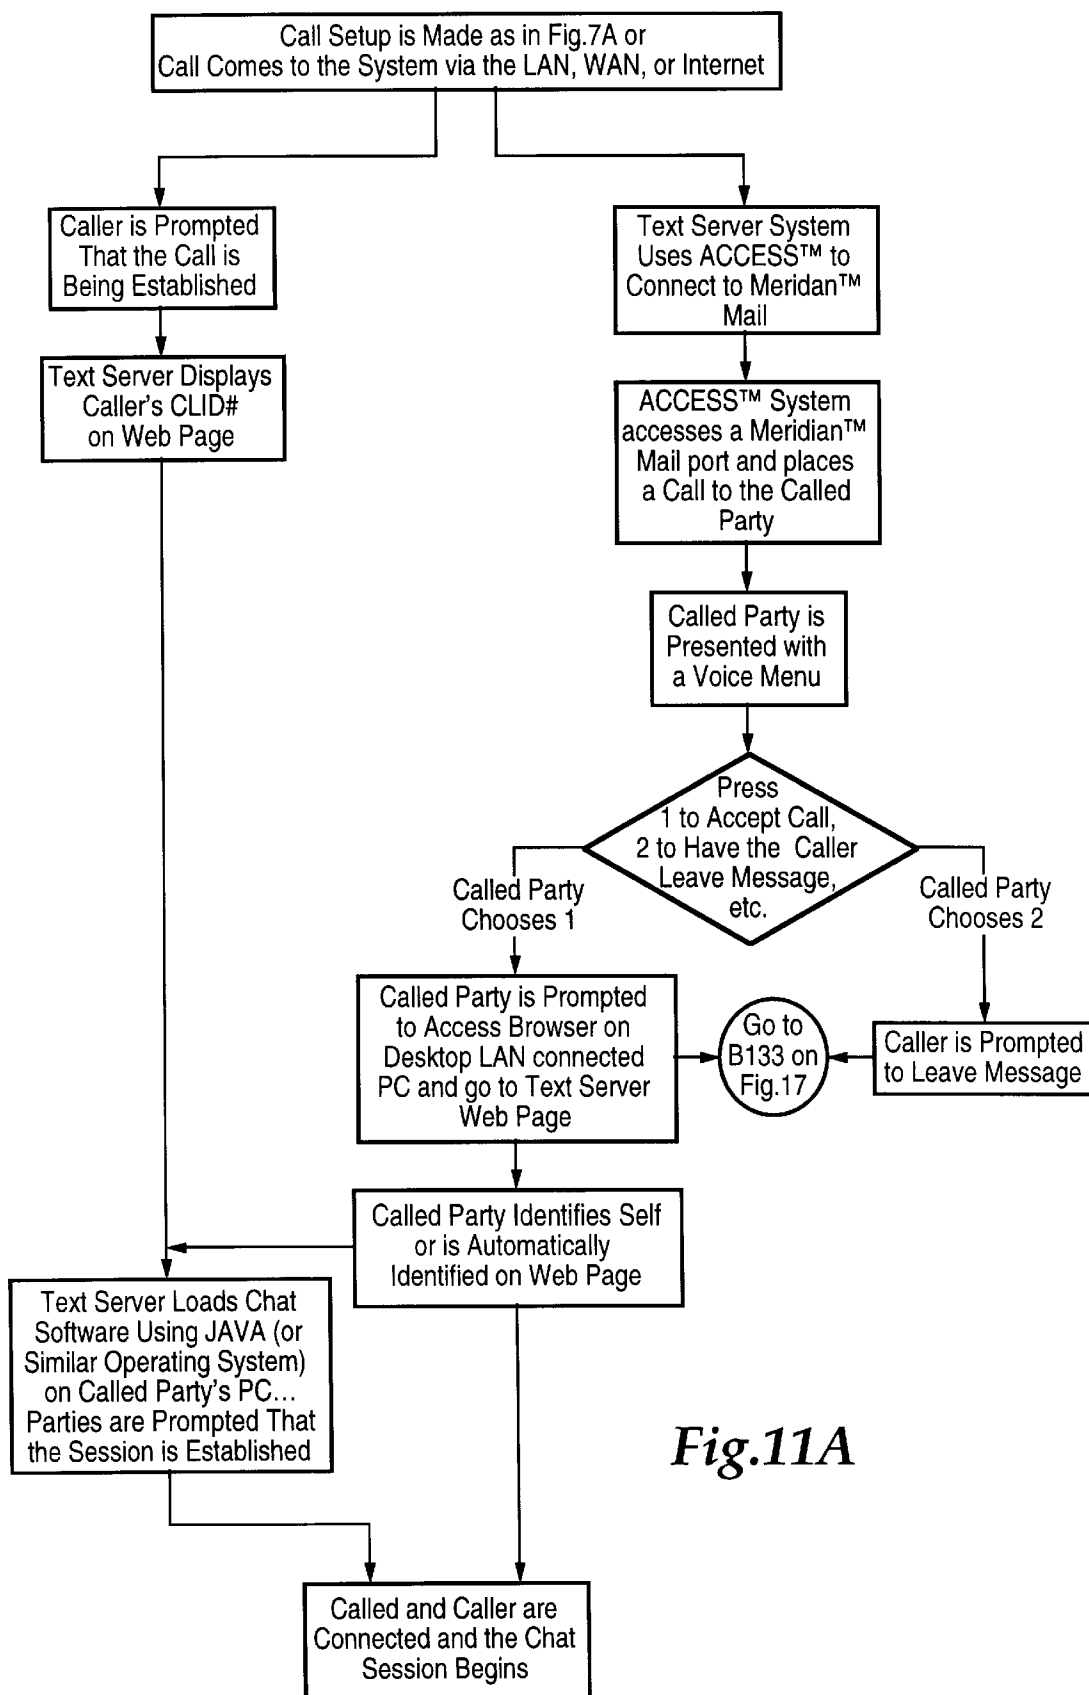 Call Setup is Made as in Fig.7A or
Call Comes to the System via the LAN, WAN, or Internet
Caller is Prompted
That the Call is
Being Established
Text Server System
Uses ACCESS™ to
Connect to Meridan™
Mail
Text Server Displays
Caller's CLID#
on Web Page
ACCESS™ System
accesses a Meridian™
Mail port and places
a Call to the Called
Party
Called Party is
Presented with
a Voice Menu
Press
1 to Accept Call,
2 to Have the Caller
Leave Message,
etc.
Called Party
Chooses 1
Called Party
Chooses 2
Called Party is Prompted
to Access Browser on
Desktop LAN connected
PC and go to Text Server
Web Page
Go to
B133 on
Fig.17
Caller is Prompted
to Leave Message
Called Party Identifies Self
or is Automatically
Identified on Web Page
Text Server Loads Chat
Software Using JAVA (or
Similar Operating System)
on Called Party's PC...
Parties are Prompted That
the Session is Established
Fig.11A
Called and Caller are
Connected and the Chat
Session Begins